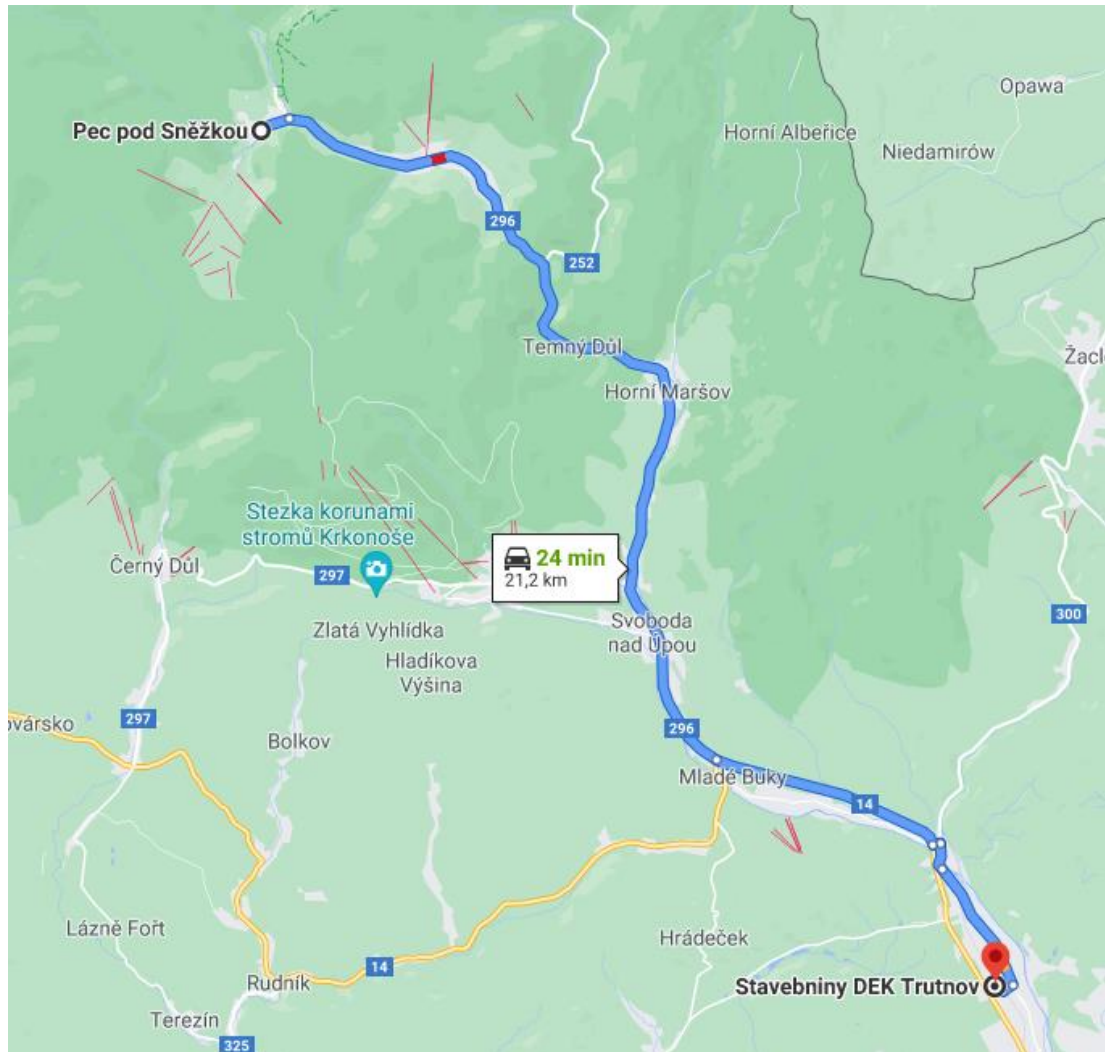 Opawa
Pec pod Sněžkou
Horní Albeřice
Niedamirów
296
252
Temný Důl
Žacl
Horní Maršov
Stezka korunami
stromů Krkonoše
24 min
21,2 km
Černý Důl
297
300
Zlatá Vyhlídka
Svoboda
nad Úpou
Hladíkova
Výšina
ovársko
297
296
Bolkov
Mladé Buky
14
Lázně Fořt
Hrádeček
14
Rudník
Stavebniny DEK Trutnov
Terezín
325